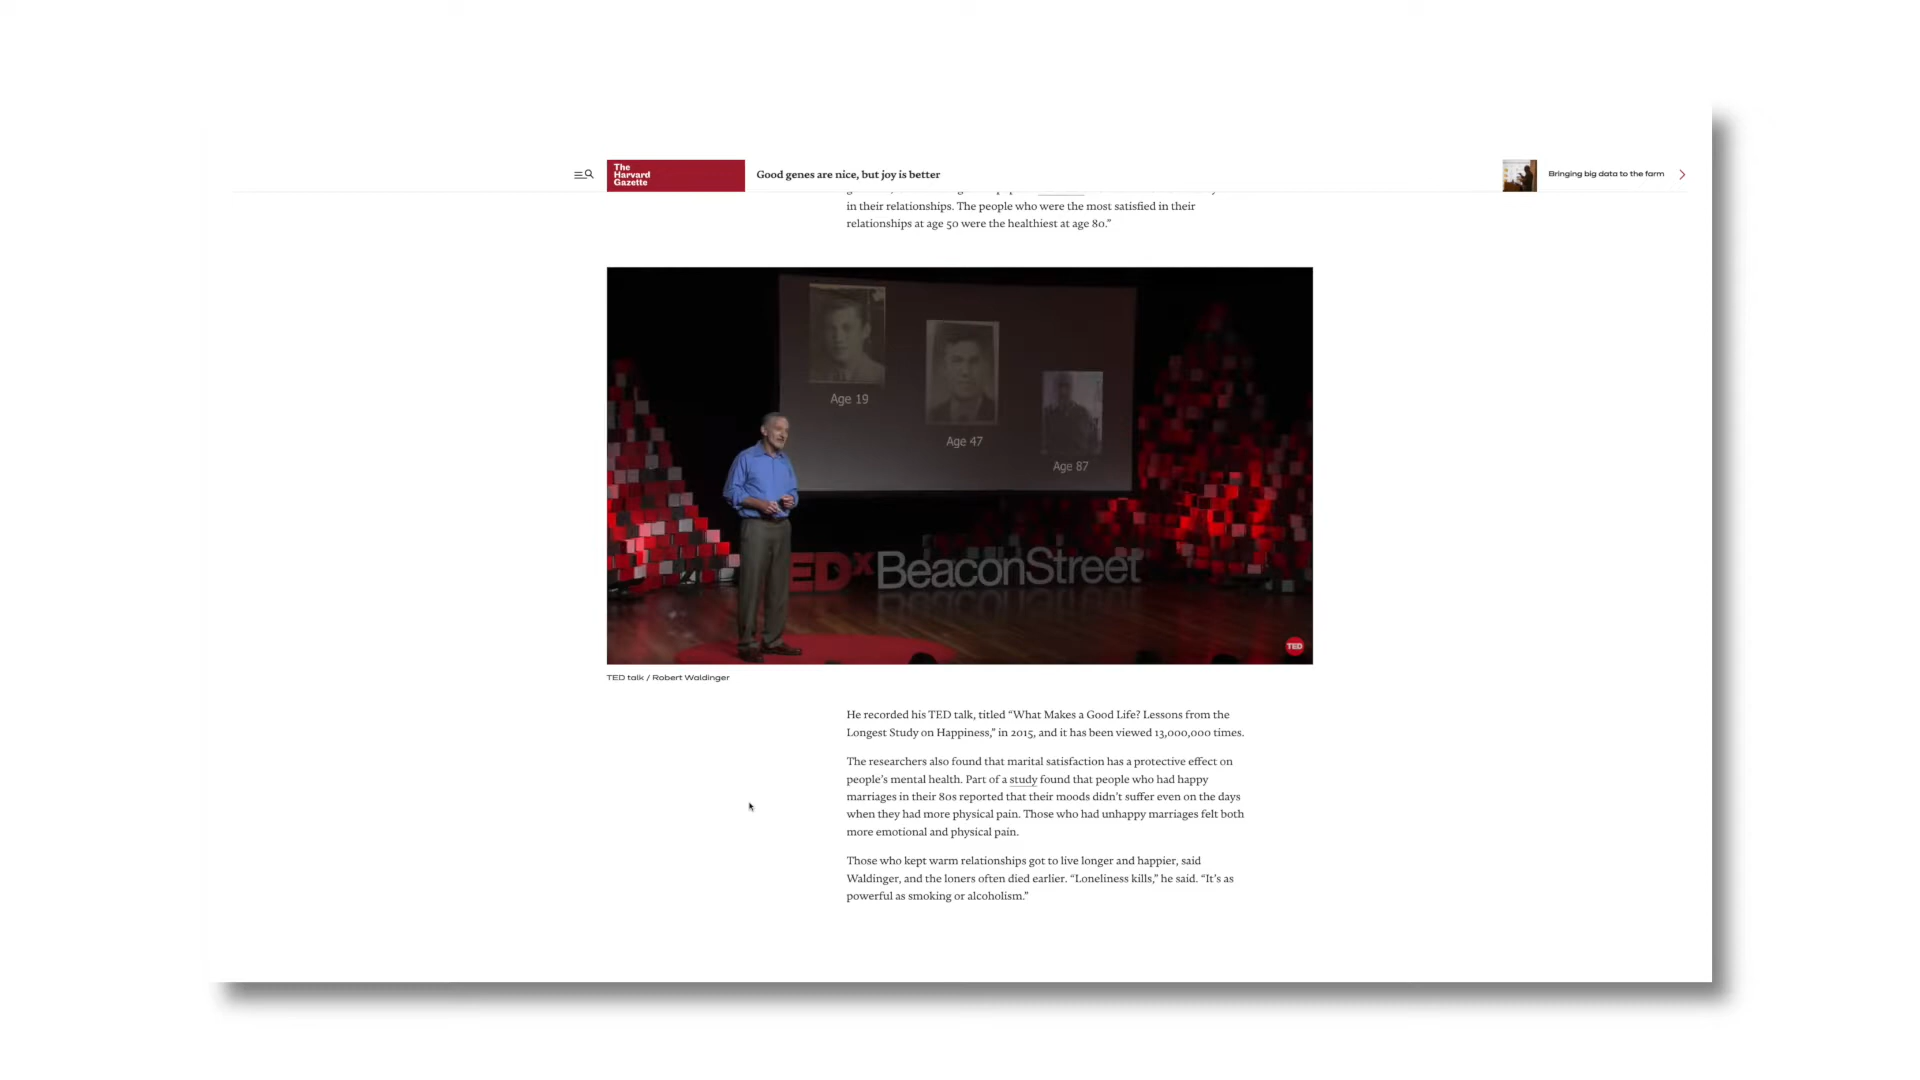 The
Harvard
Gazette
Good genes are nice, but joy is better
Bringing big data to the farm
in their relationships. The people who were the most satisfied in their
relationships at age 50 were the healthiest at age 80.”
Age 19
Age 47
Age 87
TEDxBeaconStreet
TED
TED talk / Robert Waldinger
He recorded his TED talk, titled “What Makes a Good Life? Lessons from the
Longest Study on Happiness,” in 2015, and it has been viewed 13,000,000 times.
The researchers also found that marital satisfaction has a protective effect on
people’s mental health. Part of a study found that people who had happy
marriages in their 80s reported that their moods didn’t suffer even on the days
when they had more physical pain. Those who had unhappy marriages felt both
more emotional and physical pain.
Those who kept warm relationships got to live longer and happier, said
Waldinger, and the loners often died earlier. “Loneliness kills,” he said. “It’s as
powerful as smoking or alcoholism.”